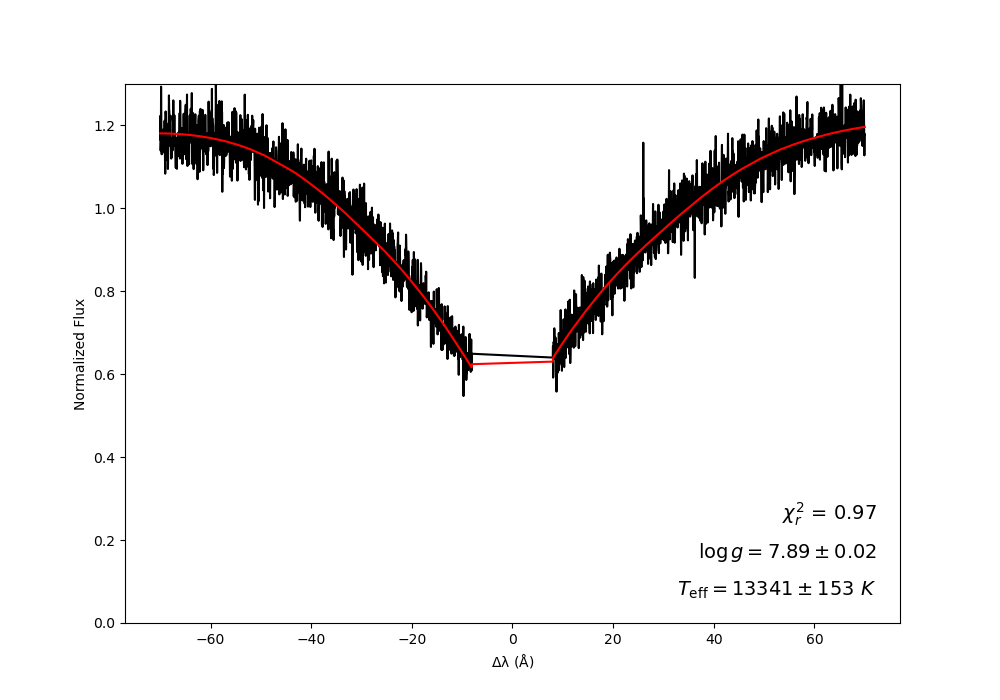 1.2
1.0
0.8
0.6
0.4
0.2
0.0
Normalized Flux
χ²ᵣ = 0.97
log g = 7.89 ± 0.02
T_eff = 13341 ± 153 K
−60 −40 −20 0 20 40 60
Δλ (Å)